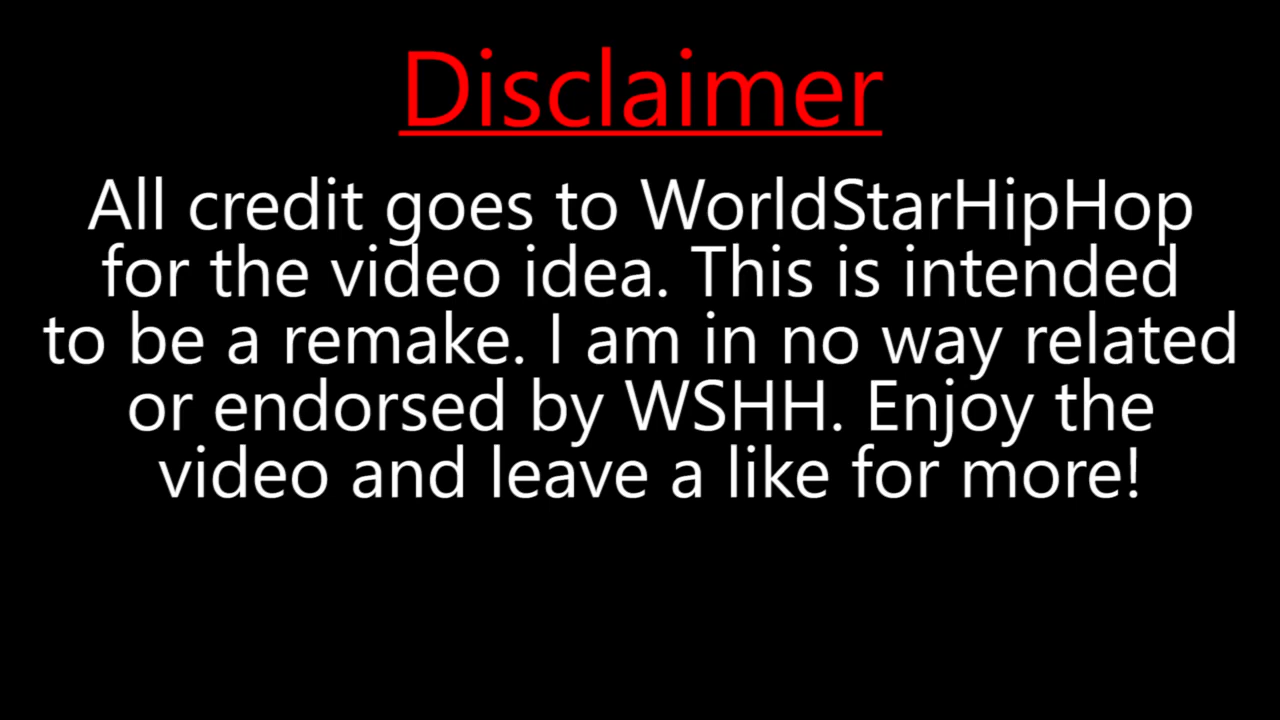 Disclaimer
All credit goes to WorldStarHipHop
for the video idea. This is intended
to be a remake. I am in no way related
or endorsed by WSHH. Enjoy the
video and leave a like for more!